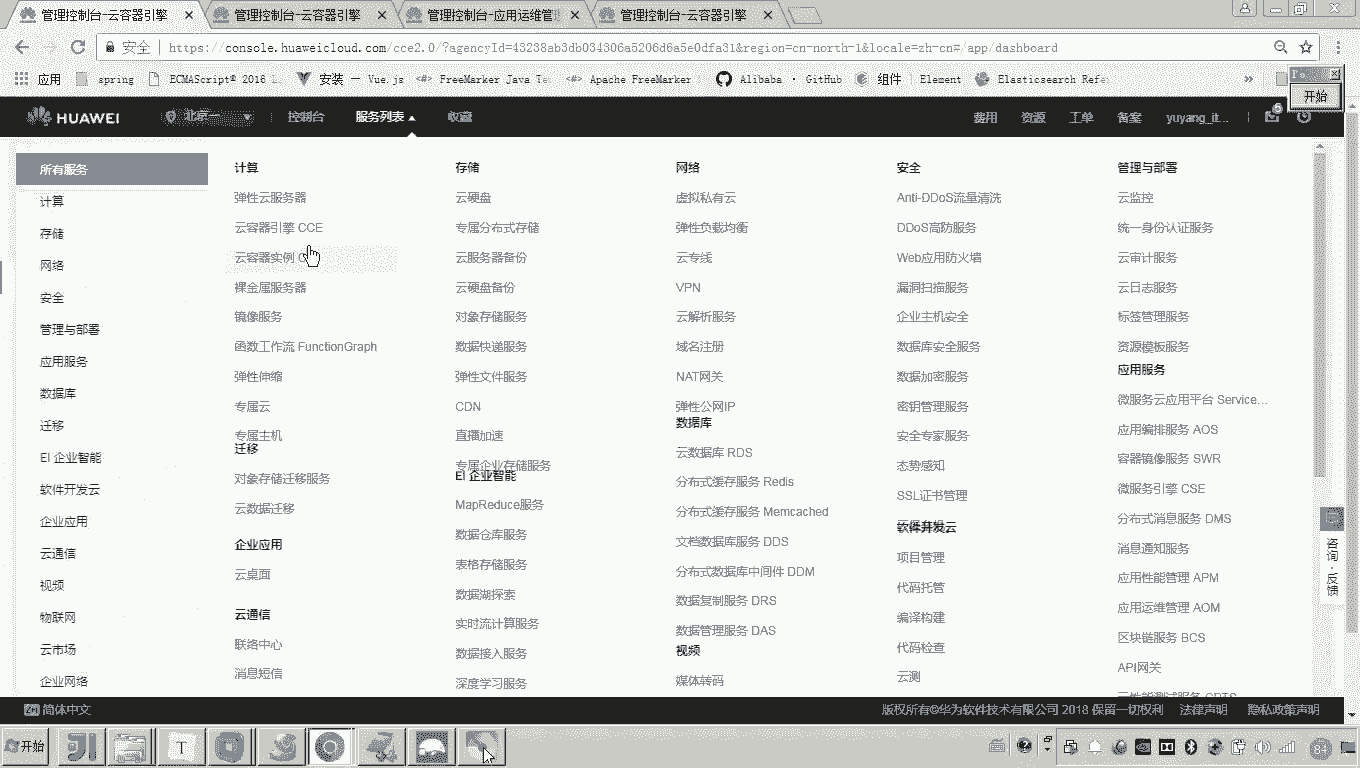 管理控制台-云容器引擎
管理控制台-云容器引擎
管理控制台-应用运维管
管理控制台-云容器引擎
安全
https://console.huaweicloud.com/cce2.0/?agencyId=43238ab3db034306a5206d6a5e0dfa31&region=cn-north-1&locale=zh-cn#/app/dashboard
应用
spring
ECMAScript® 2016 L
安装 — Vue.js
FreeMarker Java Te
Apache FreeMarker
Alibaba · GitHub
组件 | Element
Elasticsearch Refe
»
开始
HUAWEI
北京一
控制台
服务列表
收藏
费用
资源
工单
备案
yuyang_it...
5
所有服务
计算
存储
网络
安全
管理与部署
应用服务
数据库
迁移
EI 企业智能
软件开发云
企业应用
云通信
视频
物联网
云市场
企业网络
计算
弹性云服务器
云容器引擎 CCE
云容器实例
裸金属服务器
镜像服务
函数工作流 FunctionGraph
弹性伸缩
专属云
专属主机
迁移
对象存储迁移服务
云数据迁移
企业应用
云桌面
云通信
联络中心
消息短信
存储
云硬盘
专属分布式存储
云服务器备份
云硬盘备份
对象存储服务
数据快递服务
弹性文件服务
CDN
直播加速
专属企业存储服务
EI 企业智能
MapReduce服务
数据仓库服务
表格存储服务
数据湖探索
实时流计算服务
数据接入服务
深度学习服务
网络
虚拟私有云
弹性负载均衡
云专线
VPN
云解析服务
域名注册
NAT网关
弹性公网IP
数据库
云数据库 RDS
分布式缓存服务 Redis
分布式缓存服务 Memcached
文档数据库服务 DDS
分布式数据库中间件 DDM
数据复制服务 DRS
数据管理服务 DAS
视频
媒体转码
安全
Anti-DDoS流量清洗
DDoS高防服务
Web应用防火墙
漏洞扫描服务
企业主机安全
数据库安全服务
数据加密服务
密钥管理服务
安全专家服务
态势感知
SSL证书管理
项目管理
代码托管
编译构建
代码检查
云测
管理与部署
云监控
统一身份认证服务
云审计服务
云日志服务
标签管理服务
资源模板服务
应用服务
微服务云应用平台 Service...
应用编排服务 AOS
容器镜像服务 SWR
微服务引擎 CSE
分布式消息服务 DMS
消息通知服务
应用性能管理 APM
应用运维管理 AOM
区块链服务 BCS
API网关
云性能测试服务 CPTS
咨询·反馈
简体中文
版权所有©华为软件技术有限公司 2018 保留一切权利
法律声明
隐私政策声明
开始
84